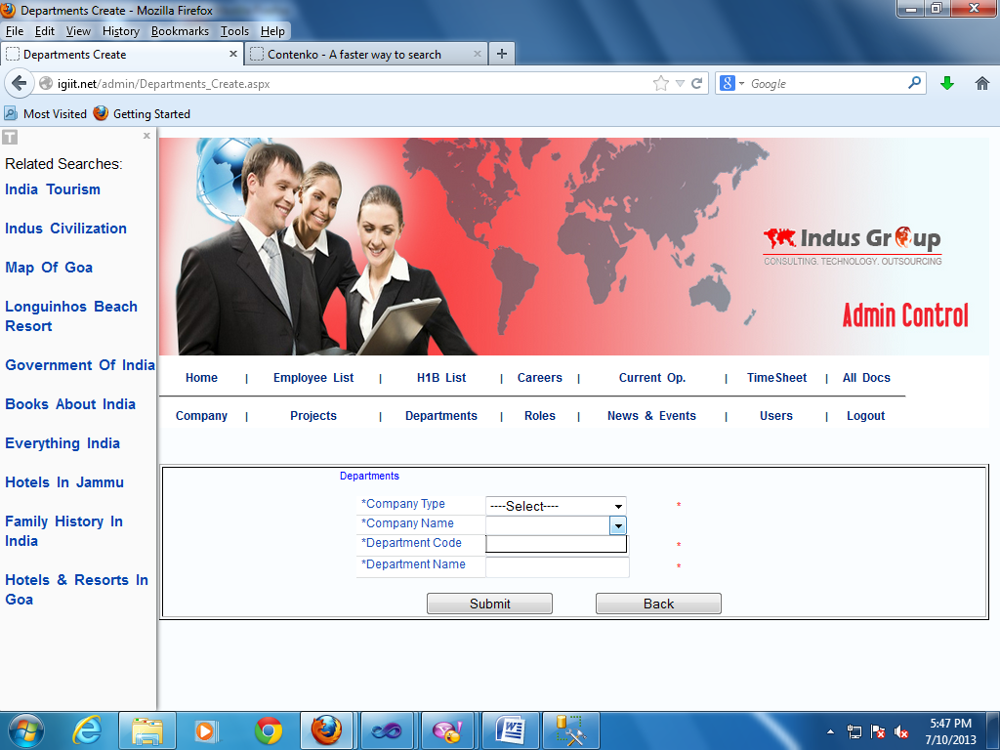 Departments Create - Mozilla Firefox
File Edit View History Bookmarks Tools Help
Departments Create
Contenko - A faster way to search
igiit.net/admin/Departments_Create.aspx
Google
Most Visited Getting Started
Related Searches:
India Tourism
Indus Civilization
Map Of Goa
Longuinhos Beach
Resort
Government Of India
Books About India
Everything India
Hotels In Jammu
Family History In
India
Hotels & Resorts In
Goa
Indus Group
CONSULTING. TECHNOLOGY. OUTSOURCING
Admin Control
Home | Employee List | H1B List | Careers | Current Op. | TimeSheet | All Docs
Company | Projects | Departments | Roles | News & Events | Users | Logout
Departments
*Company Type ----Select---- *
*Company Name
*Department Code *
*Department Name *
Submit Back
5:47 PM
7/10/2013